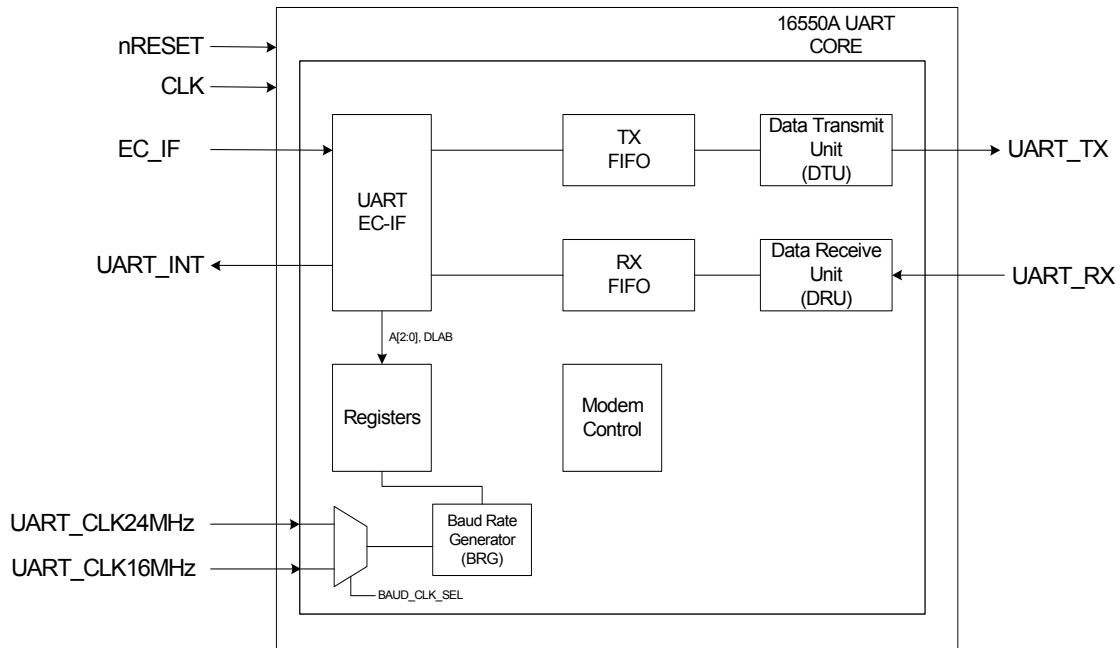 16550A UART
CORE
nRESET
CLK
EC_IF
UART
EC-IF
TX
FIFO
Data Transmit
Unit
(DTU)
UART_TX
UART_INT
RX
FIFO
Data Receive
Unit
(DRU)
UART_RX
A[2:0], DLAB
Registers
Modem
Control
UART_CLK24MHz
UART_CLK16MHz
Baud Rate
Generator
(BRG)
BAUD_CLK_SEL